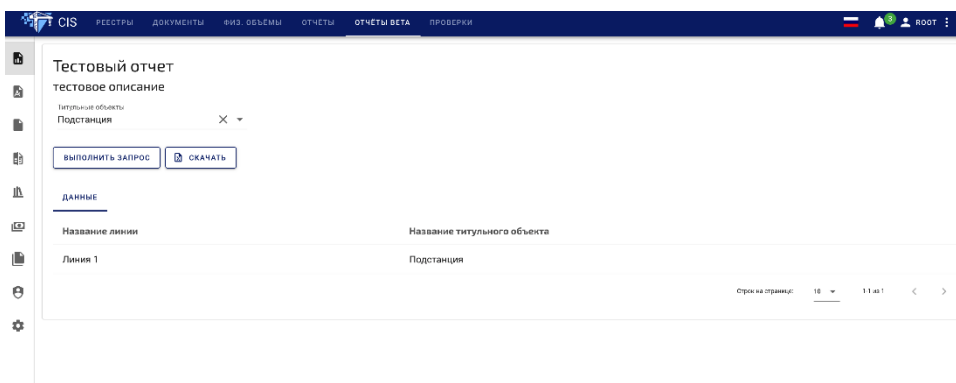 CIS РЕЕСТРЫ ДОКУМЕНТЫ ФИЗ. ОБЪЁМЫ ОТЧЁТЫ ОТЧЁТЫ BETA ПРОВЕРКИ 3 ROOT
Тестовый отчет
тестовое описание
Титульные объекты
Подстанция
ВЫПОЛНИТЬ ЗАПРОС СКАЧАТЬ
ДАННЫЕ
Название линии Название титульного объекта
Линия 1 Подстанция
Строк на странице: 10 1-1 из 1